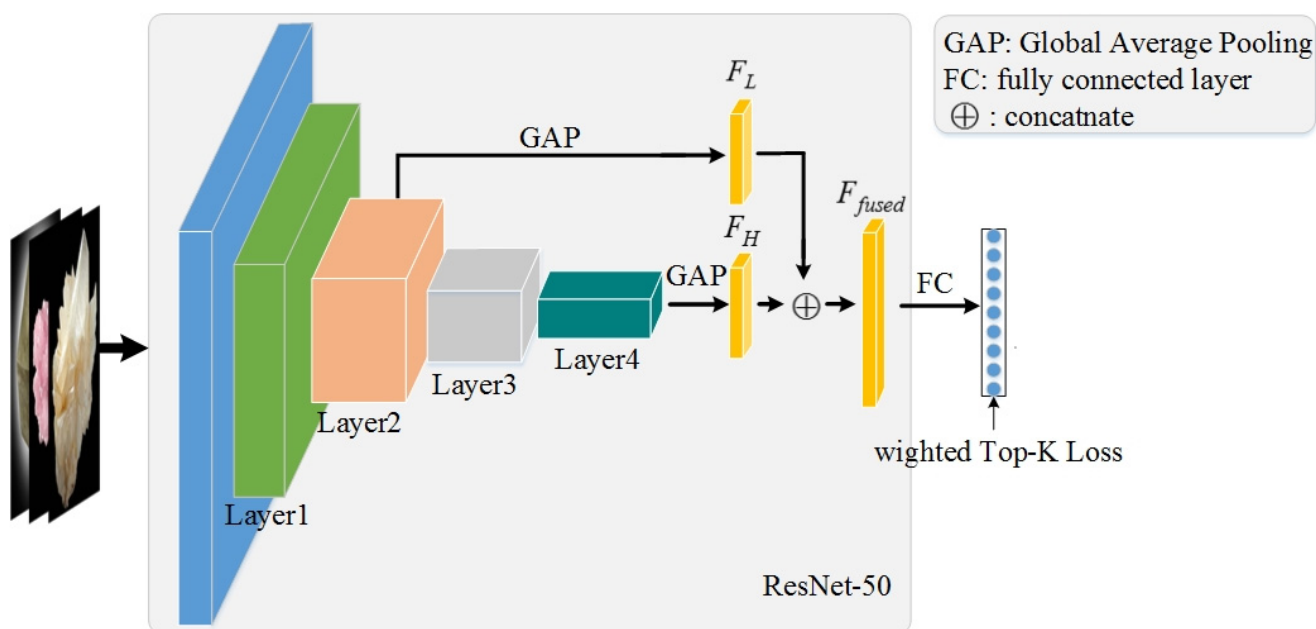 GAP: Global Average Pooling
FC: fully connected layer
⊕ : concatnate
F_L
GAP
F_fused
F_H
GAP
⊕
FC
Layer4
Layer3
Layer2
wighted Top-K Loss
Layer1
ResNet-50